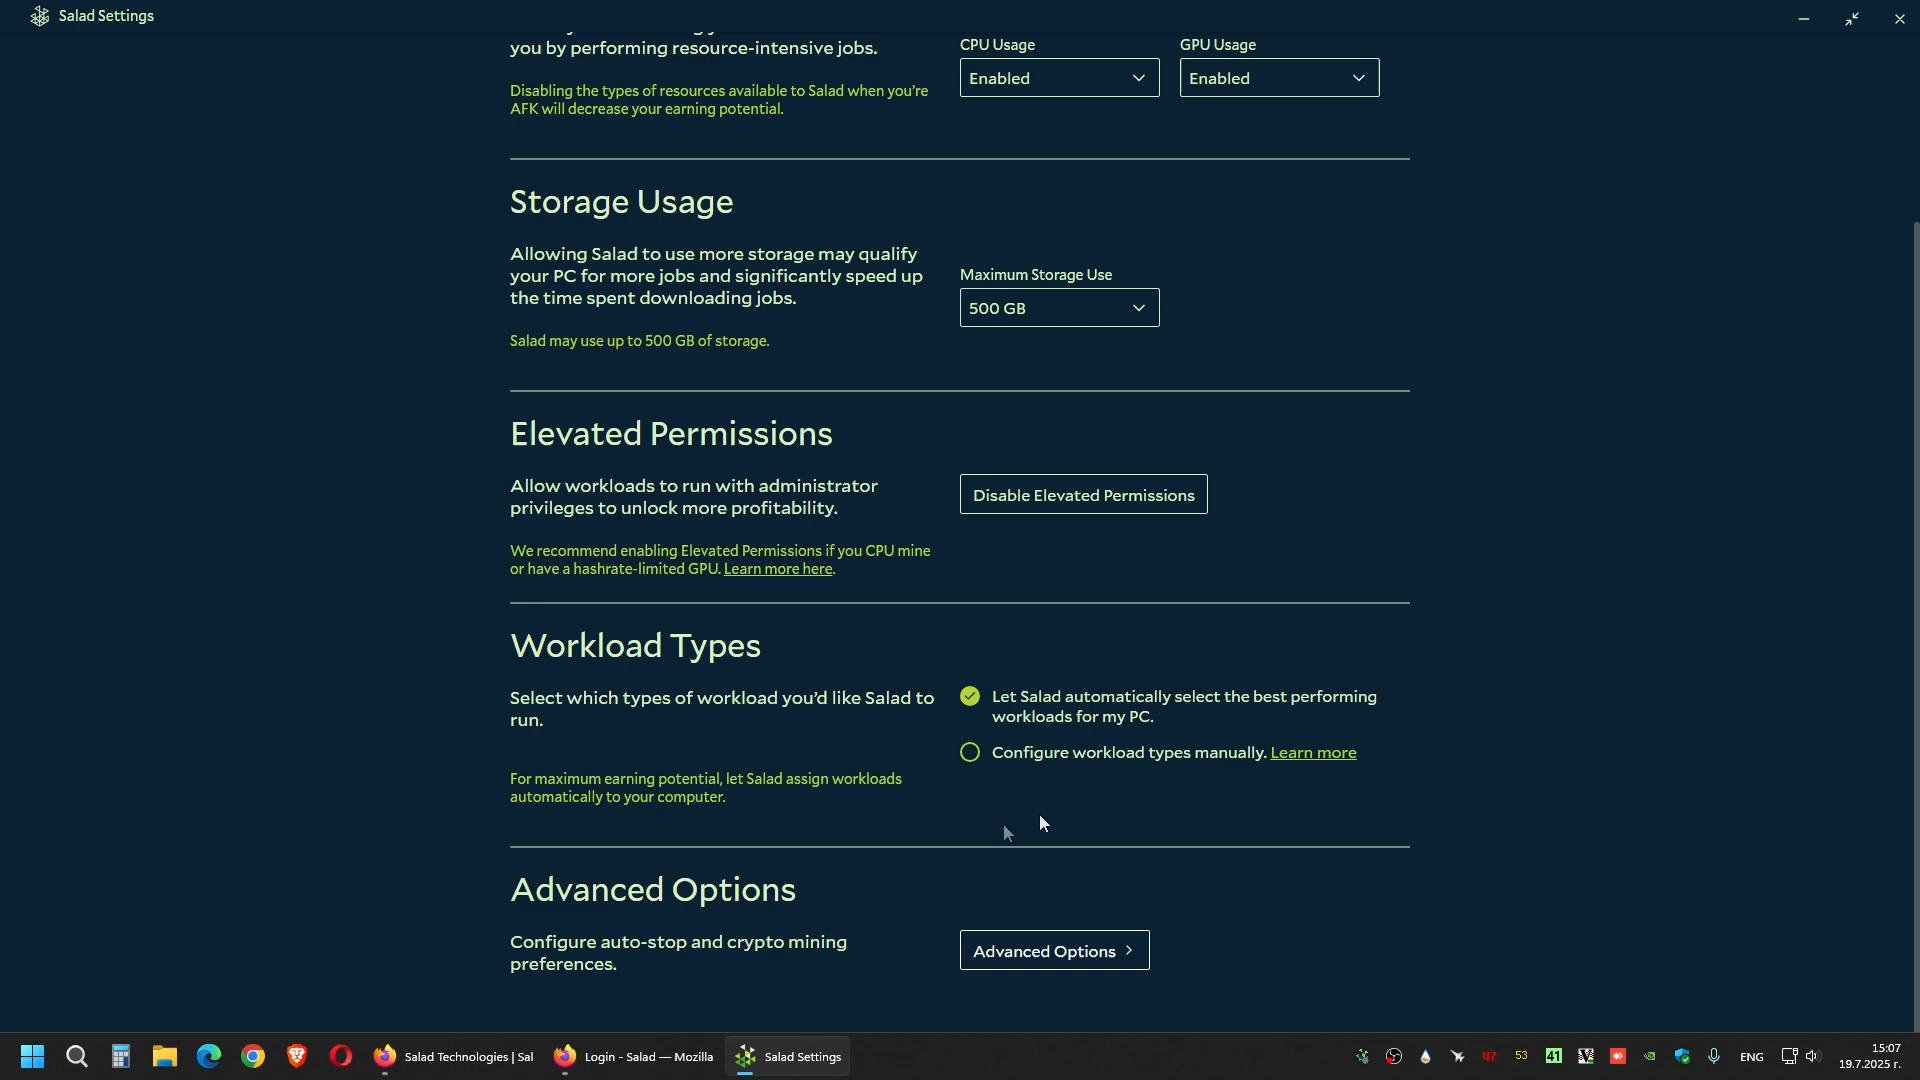 Salad Settings
you by performing resource-intensive jobs.
Disabling the types of resources available to Salad when you're
AFK will decrease your earning potential.
CPU Usage
Enabled
GPU Usage
Enabled
Storage Usage
Allowing Salad to use more storage may qualify
your PC for more jobs and significantly speed up
the time spent downloading jobs.
Salad may use up to 500 GB of storage.
Maximum Storage Use
500 GB
Elevated Permissions
Allow workloads to run with administrator
privileges to unlock more profitability.
We recommend enabling Elevated Permissions if you CPU mine
or have a hashrate-limited GPU. Learn more here.
Disable Elevated Permissions
Workload Types
Select which types of workload you'd like Salad to
run.
For maximum earning potential, let Salad assign workloads
automatically to your computer.
Let Salad automatically select the best performing
workloads for my PC.
Configure workload types manually. Learn more
Advanced Options
Configure auto-stop and crypto mining
preferences.
Advanced Options
Salad Technologies | Sal
Login - Salad — Mozilla
Salad Settings
47
53
41
ENG
15:07
19.7.2025 г.